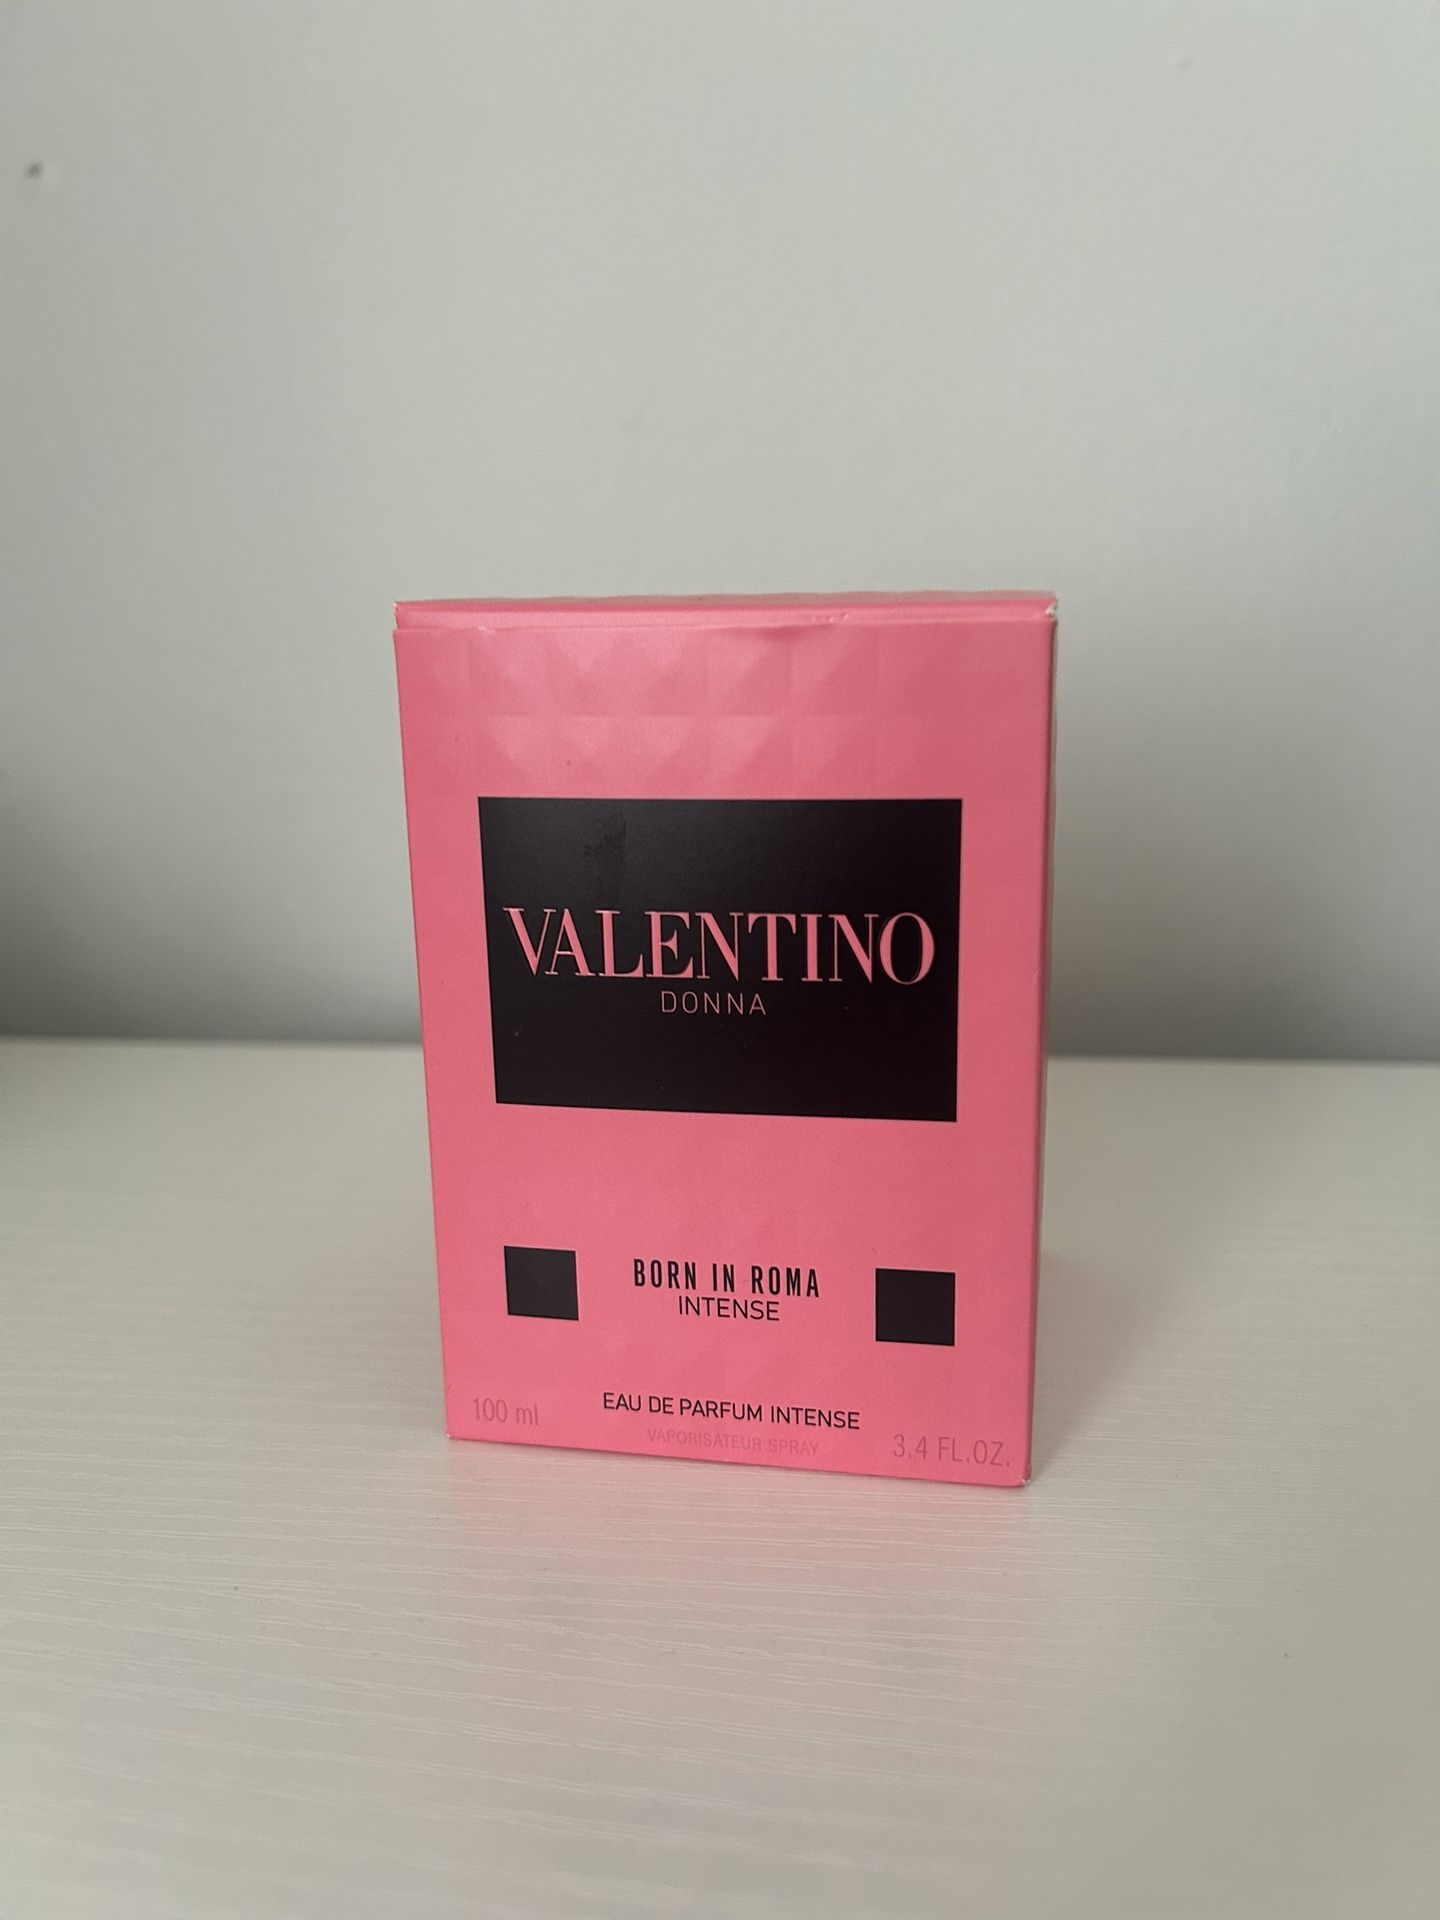 VALENTINO
DONNA
BORN IN ROMA
INTENSE
100 ml
EAU DE PARFUM INTENSE
VAPORISATEUR SPRAY
3.4 FL.OZ.